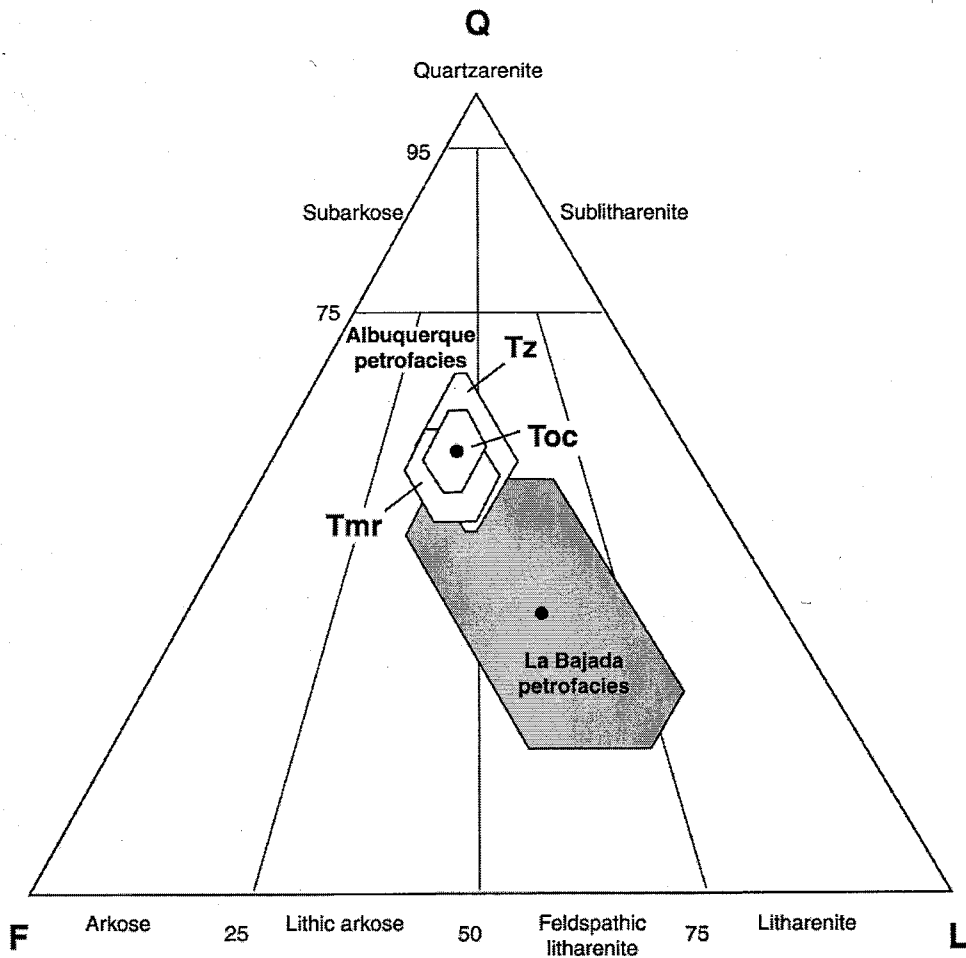 Q
Quartzarenite
95
Subarkose
Sublitharenite
75
Albuquerque
petrofacies
Tz
Toc
Tmr
La Bajada
petrofacies
F
Arkose
25
Lithic arkose
50
Feldspathic
litharenite
75
Litharenite
L